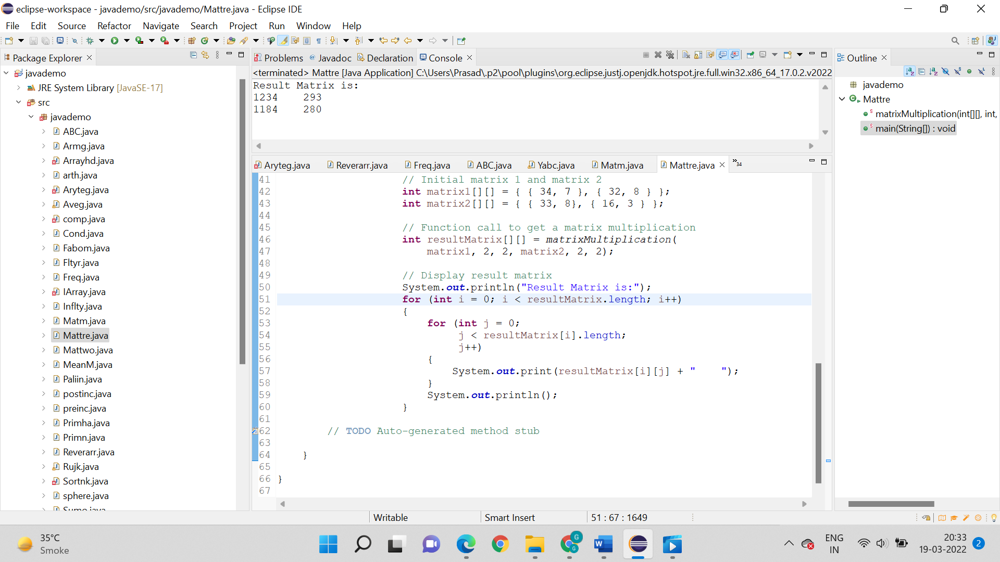 eclipse-workspace - javademo/src/javademo/Mattre.java - Eclipse IDE
File Edit Source Refactor Navigate Search Project Run Window Help
Package Explorer
javademo
JRE System Library [JavaSE-17]
src
javademo
ABC.java
Armg.java
Arrayhd.java
arth.java
Aryteg.java
Aveg.java
comp.java
Cond.java
Fabom.java
Fltyr.java
Freq.java
IArray.java
Inflty.java
Matm.java
Mattre.java
Mattwo.java
MeanM.java
Paliin.java
postinc.java
preinc.java
Primha.java
Primn.java
Reverarr.java
Rujk.java
Sortnk.java
sphere.java
Sumo.java
Problems Javadoc Declaration Console
<terminated> Mattre [Java Application] C:\Users\Prasad\.p2\pool\plugins\org.eclipse.justj.openjdk.hotspot.jre.full.win32.x86_64_17.0.2.v2022
Result Matrix is:
1234 293
1184 280
Aryteg.java Reverarr.java Freq.java ABC.java Yabc.java Matm.java Mattre.java »34
41 // Initial matrix 1 and matrix 2
42 int matrix1[][] = { { 34, 7 }, { 32, 8 } };
43 int matrix2[][] = { { 33, 8}, { 16, 3 } };
44
45 // Function call to get a matrix multiplication
46 int resultMatrix[][] = matrixMultiplication(
47 matrix1, 2, 2, matrix2, 2, 2);
48
49 // Display result matrix
50 System.out.println("Result Matrix is:");
51 for (int i = 0; i < resultMatrix.length; i++)
52 {
53 for (int j = 0;
54 j < resultMatrix[i].length;
55 j++)
56 {
57 System.out.print(resultMatrix[i][j] + "    ");
58 }
59 System.out.println();
60 }
61
62 // TODO Auto-generated method stub
63
64 }
65
66 }
67
Outline
javademo
Mattre
matrixMultiplication(int[][], int,
main(String[]) : void
Writable Smart Insert 51 : 67 : 1649
35°C
Smoke
ENG
IN
20:33
19-03-2022
2